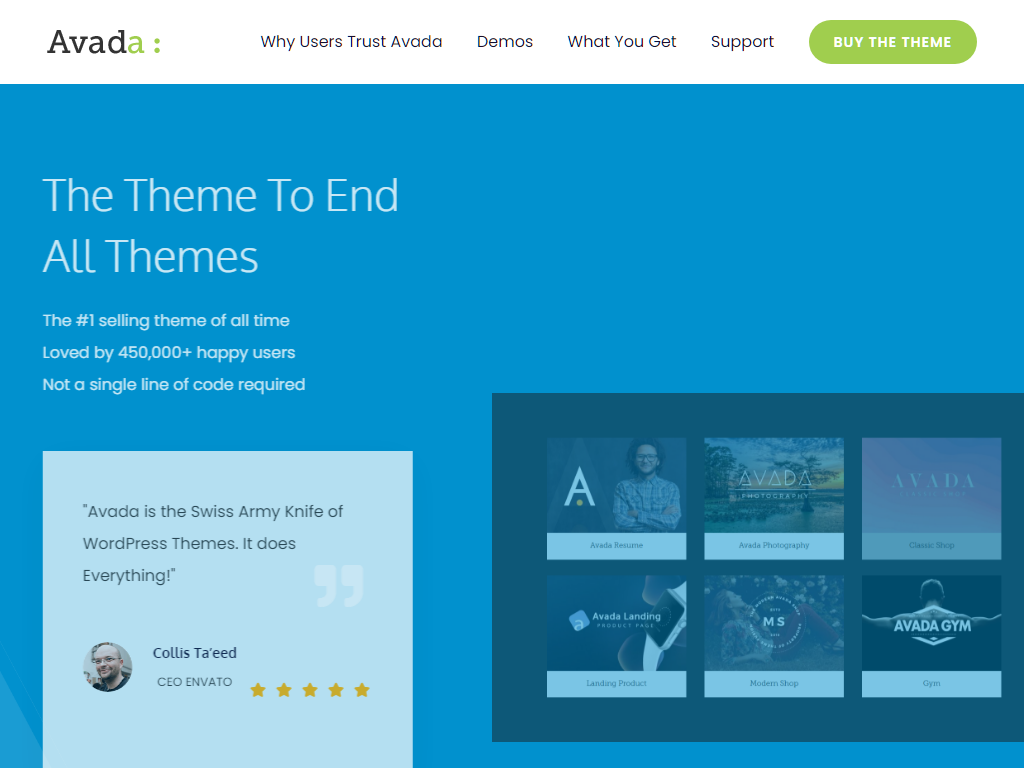 Avada :
Why Users Trust Avada
Demos
What You Get
Support
BUY THE THEME
The Theme To End
All Themes
The #1 selling theme of all time
Loved by 450,000+ happy users
Not a single line of code required
"Avada is the Swiss Army Knife of
WordPress Themes. It does
Everything!"
Collis Ta'eed
CEO ENVATO
A
AVADA
PHOTOGRAPHY
AVADA
CLASSIC SHOP
Avada Resume
Avada Photography
Classic Shop
Avada Landing
PRODUCT PAGE
MS
AVADA GYM
Landing Product
Modern Shop
Gym